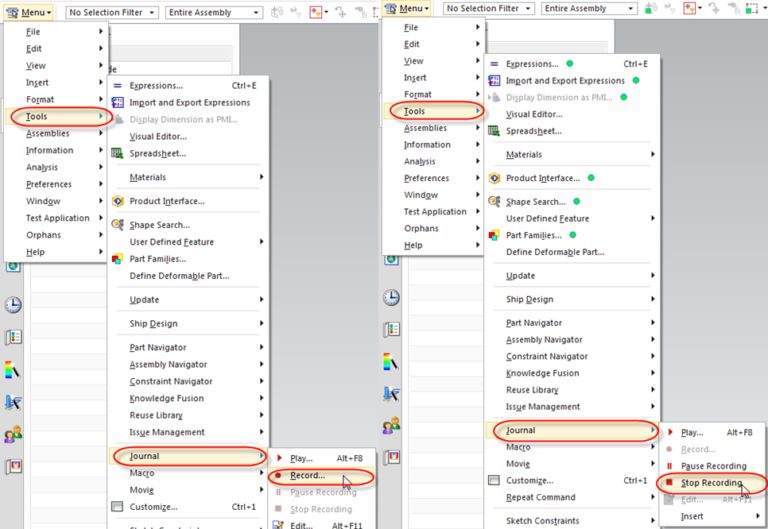 Menu
No Selection Filter
Entire Assembly
File
Edit
View
Insert
Format
Tools
Assemblies
Information
Analysis
Preferences
Window
Test Application
Orphans
Help
de
Expressions... Ctrl+E
Import and Export Expressions
Display Dimension as PMI...
Visual Editor...
Spreadsheet...
Materials
Product Interface...
Shape Search...
User Defined Feature
Part Families...
Define Deformable Part...
Update
Ship Design
Part Navigator
Assembly Navigator
Constraint Navigator
Knowledge Fusion
Reuse Library
Issue Management
Journal
Macro
Movie
Customize... Ctrl+1
Sketch Constraints
Play... Alt+F8
Record...
Pause Recording
Stop Recording
Edit... Alt+F11
Menu
No Selection Filter
Entire Assembly
File
Edit
View
Insert
Format
Tools
Assemblies
Information
Analysis
Preferences
Window
Test Application
Orphans
Help
Expressions... Ctrl+E
Import and Export Expressions
Display Dimension as PMI...
Visual Editor...
Spreadsheet...
Materials
Product Interface...
Shape Search...
User Defined Feature
Part Families...
Define Deformable Part...
Update
Ship Design
Part Navigator
Assembly Navigator
Constraint Navigator
Knowledge Fusion
Reuse Library
Issue Management
Journal
Macro
Movie
Customize... Ctrl+1
Repeat Command
Sketch Constraints
Play... Alt+F8
Record...
Pause Recording
Stop Recording
Edit... Alt+F11
Insert